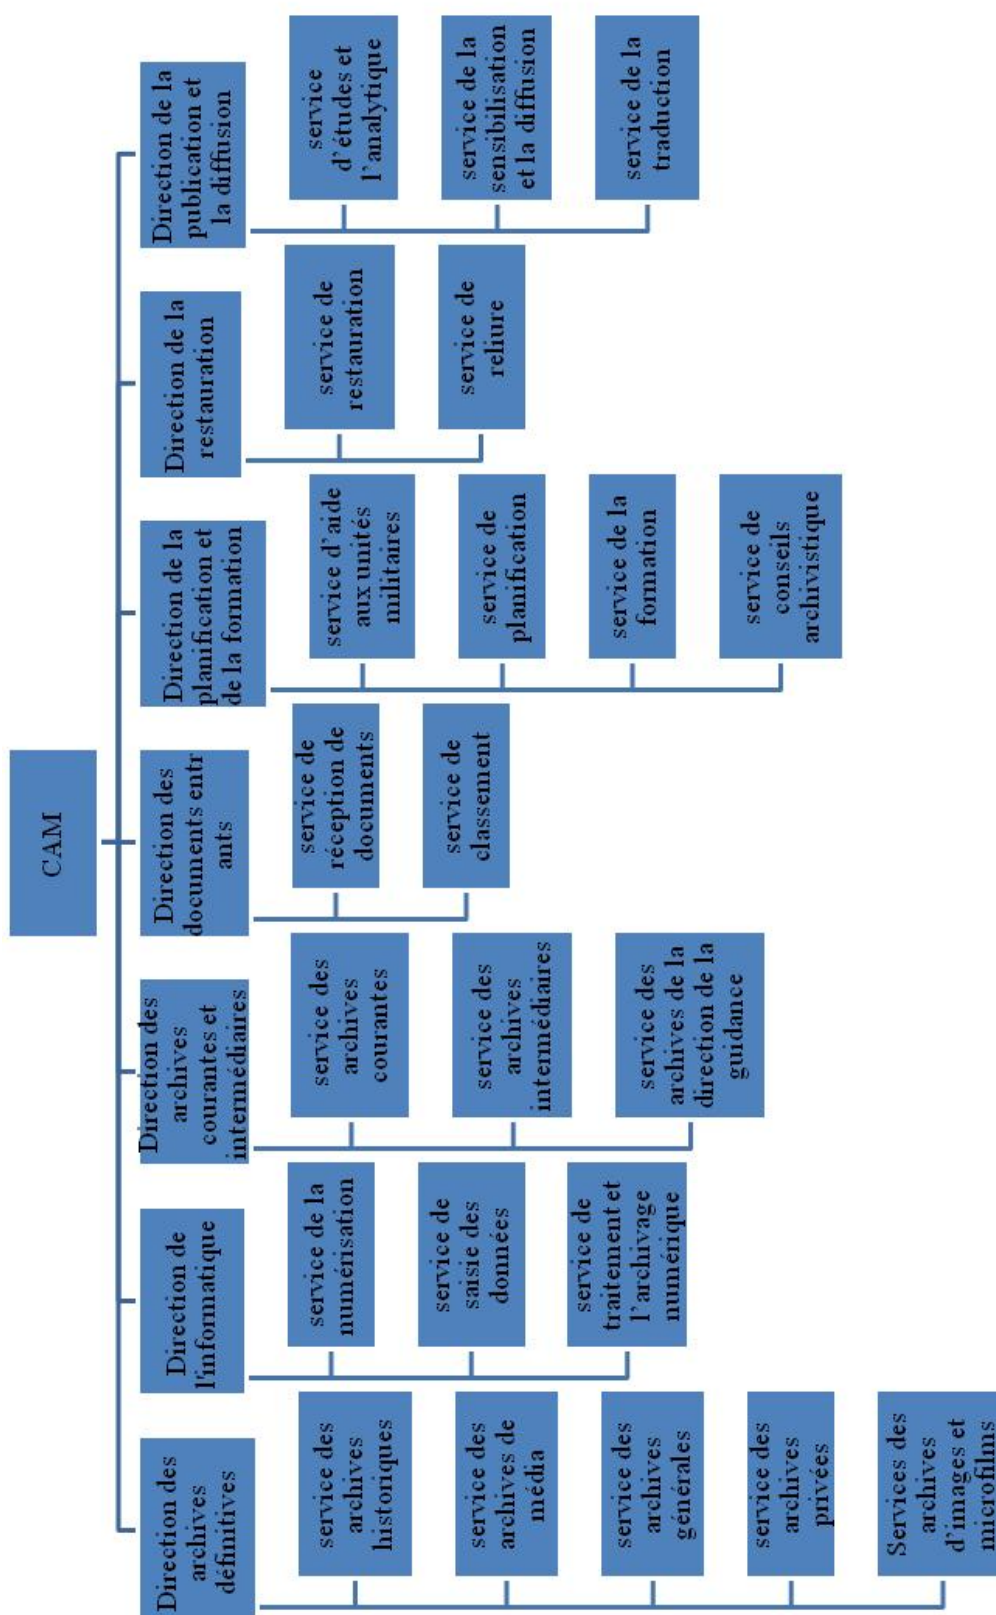 CAM
Direction des
archives
définitives
service des
archives
historiques
service des
archives de
média
service des
archives
générales
service des
archives
privées
Services des
archives
d'images et
microfilms
Direction de
l'informatique
service de la
numérisation
service de
saisie des
données
service de
traitement et
l'archivage
numérique
Direction des
archives
courantes et
intermédiaires
service des
archives
courantes
service des
archives
intermédiaires
service des
archives de la
direction de la
guidance
Direction des
documents entr
ants
service de
réception de
documents
service de
classement
Direction de la
planification et
de la formation
service d'aide
aux unités
militaires
service de
planification
service de la
formation
service de
conseils
archivistique
Direction de la
restauration
service de
restauration
service de
reliure
Direction de la
publication et
la diffusion
service
d'études et
l'analytique
service de la
sensibilisation
et la diffusion
service de la
traduction